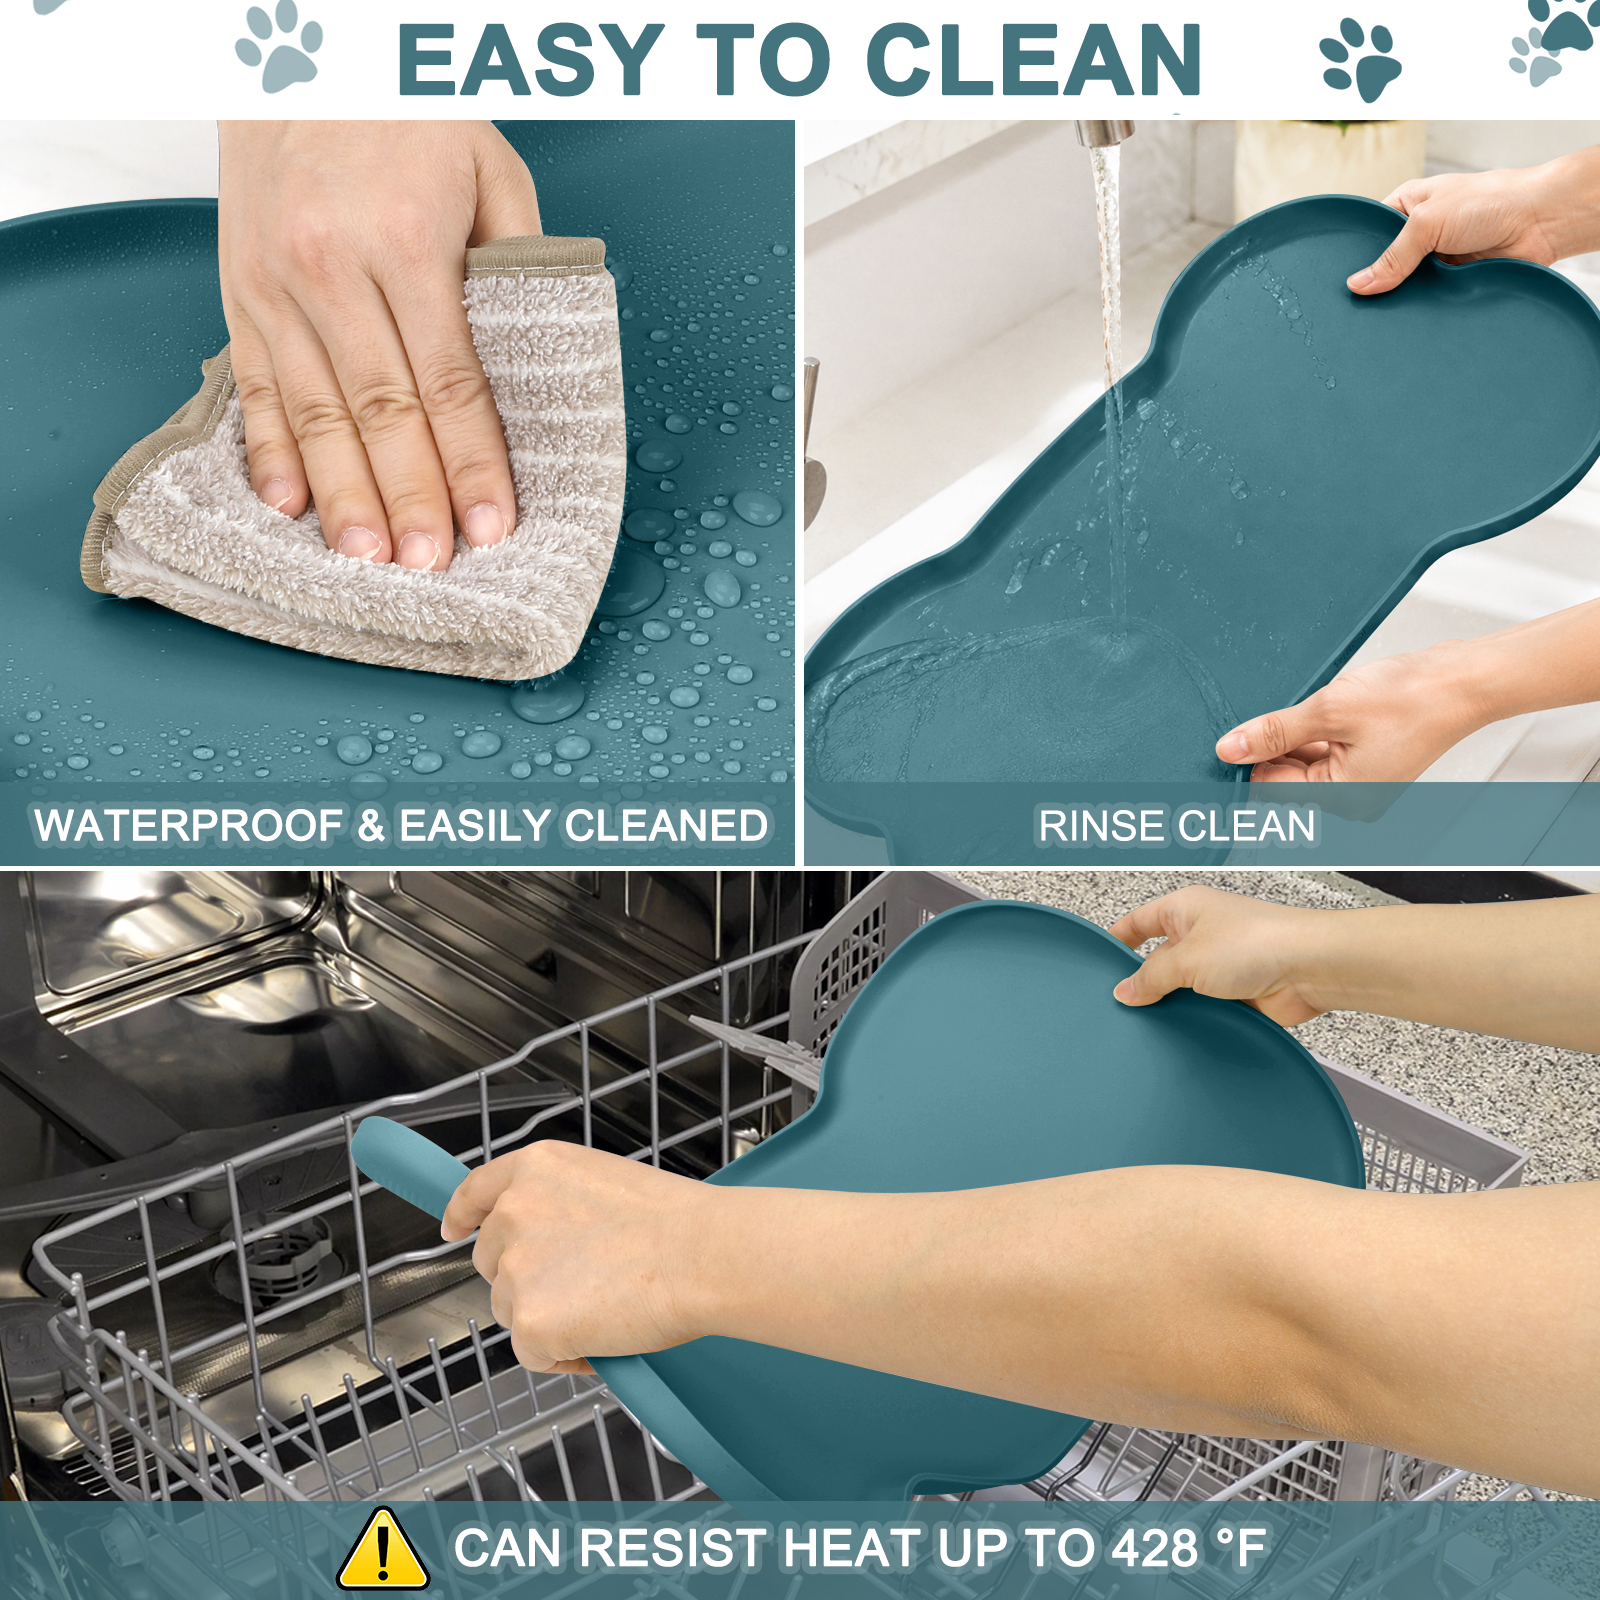 EASY TO CLEAN
WATERPROOF & EASILY CLEANED
RINSE CLEAN
CAN RESIST HEAT UP TO 428 °F